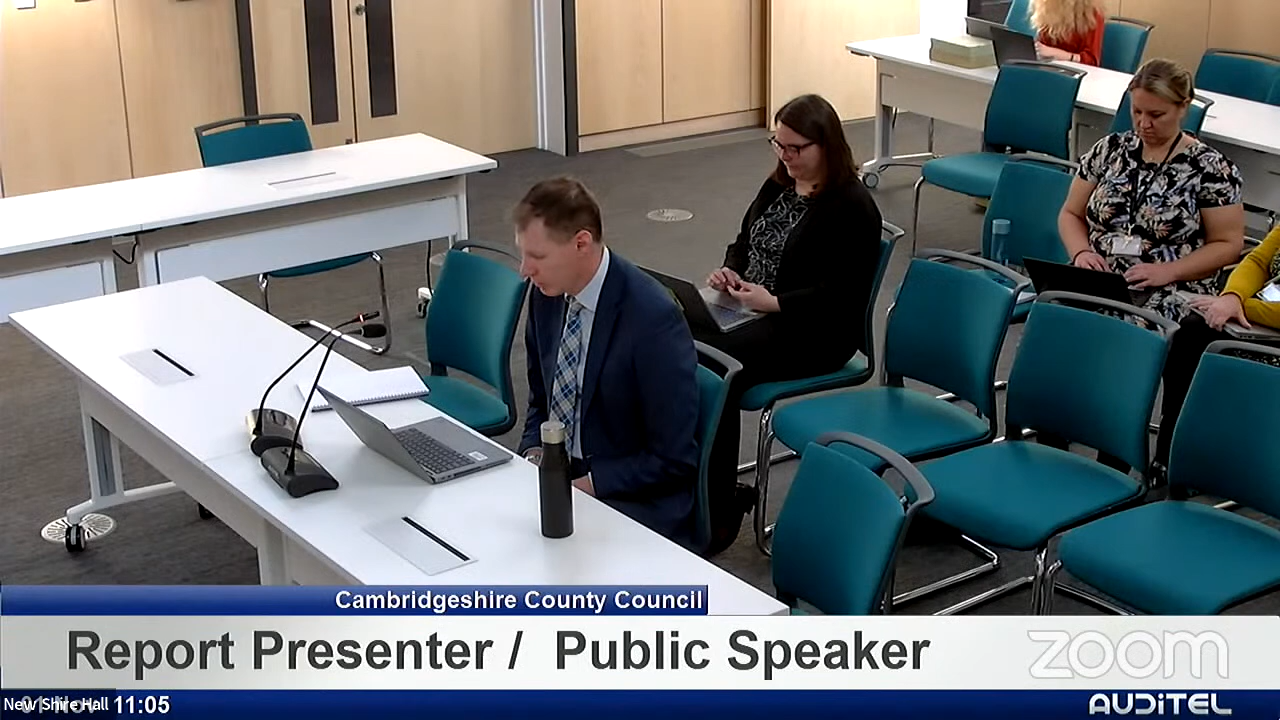 Cambridgeshire County Council
Report Presenter / Public Speaker
zoom
New Shire Hall 11:05
AUDiTEL